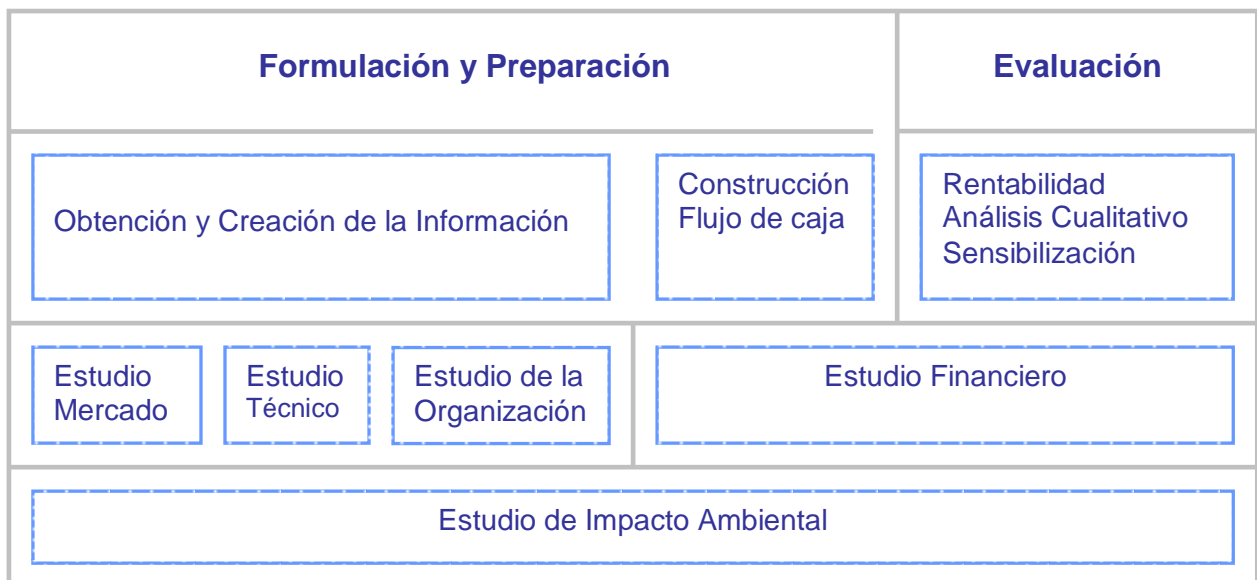 Formulación y Preparación
Evaluación
Obtención y Creación de la Información
Construcción
Flujo de caja
Rentabilidad
Análisis Cualitativo
Sensibilización
Estudio
Mercado
Estudio
Técnico
Estudio de la
Organización
Estudio Financiero
Estudio de Impacto Ambiental